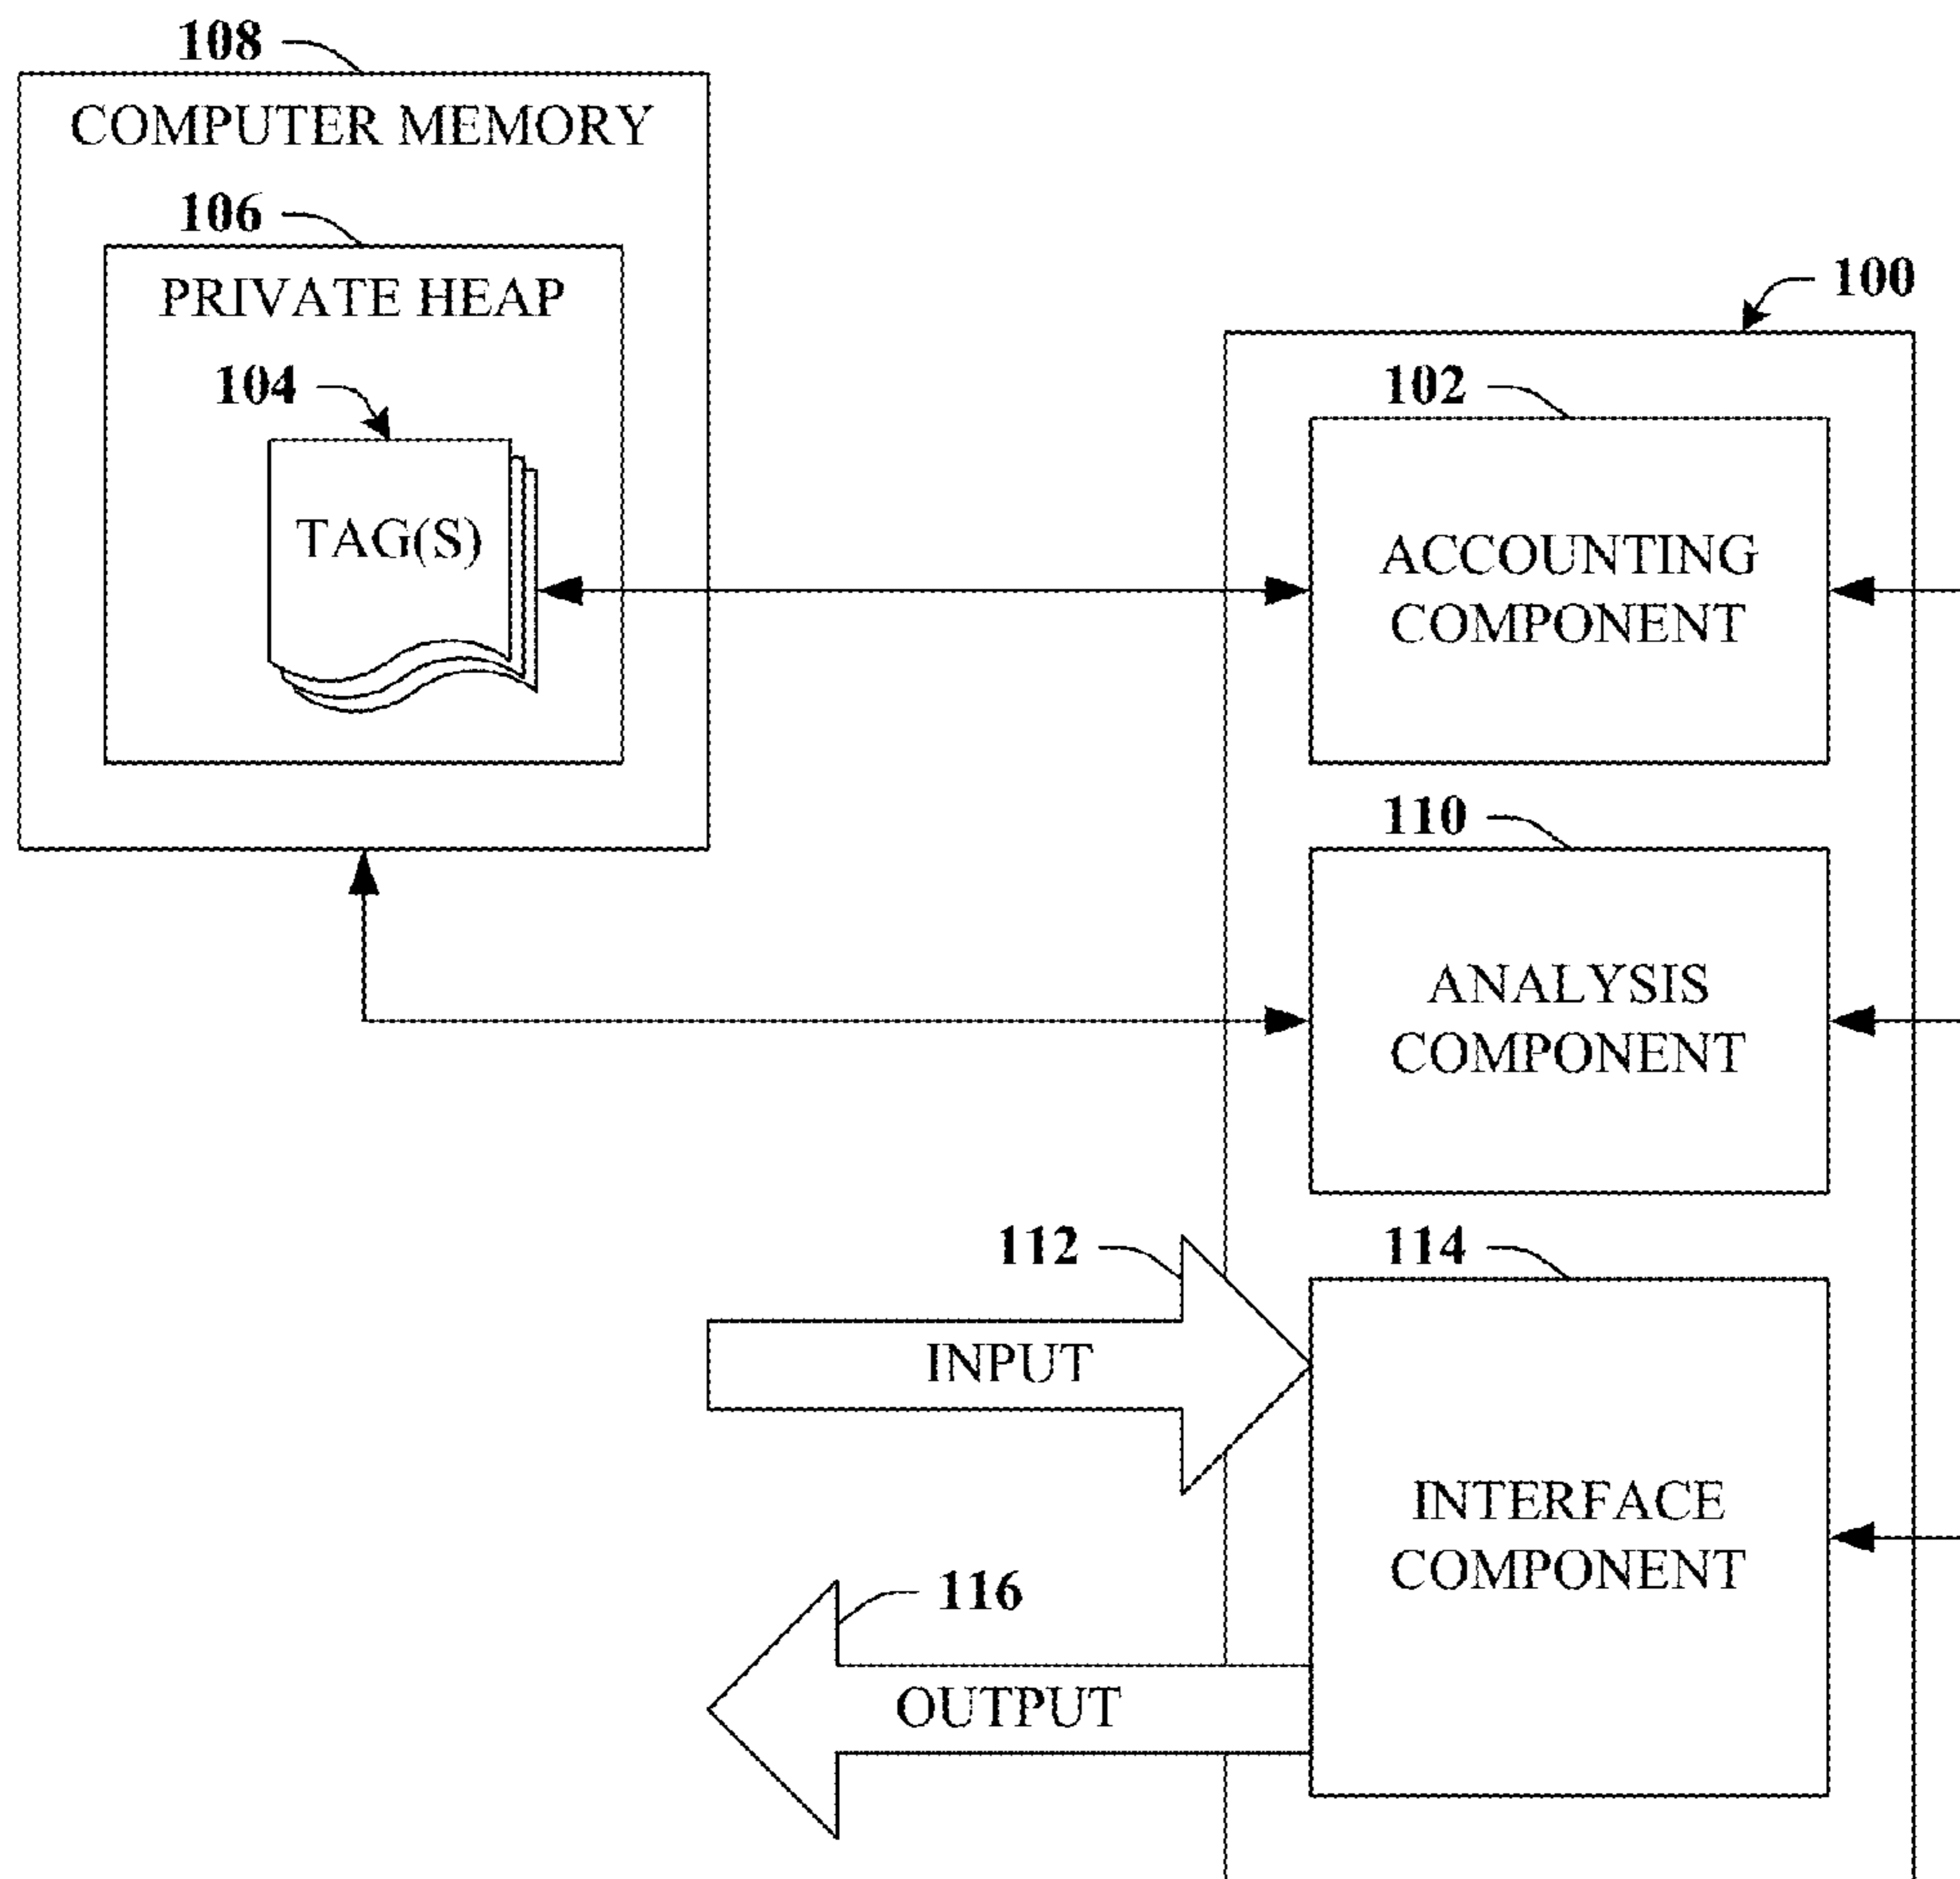 108
COMPUTER MEMORY
106
PRIVATE HEAP
104
TAG(S)
100
102
ACCOUNTING
COMPONENT
110
ANALYSIS
COMPONENT
112
INPUT
114
INTERFACE
COMPONENT
116
OUTPUT